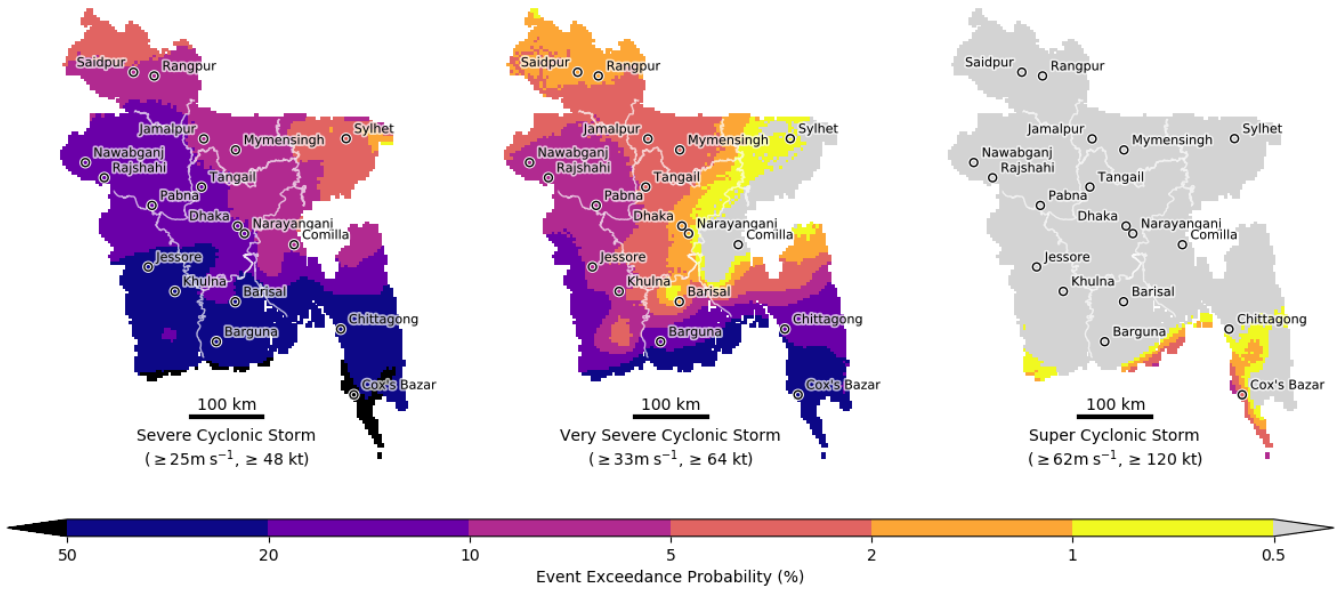 Saidpur
Rangpur
Jamalpur
Mymensingh
Sylhet
Nawabganj
Rajshahi
Tangail
Pabna
Dhaka
Narayangani
Comilla
Jessore
Khulna
Barisal
Barguna
Chittagong
Cox's Bazar
100 km
Severe Cyclonic Storm
(≥25m s⁻¹, ≥ 48 kt)
Saidpur
Rangpur
Jamalpur
Mymensingh
Sylhet
Nawabganj
Rajshahi
Tangail
Pabna
Dhaka
Narayangani
Comilla
Jessore
Khulna
Barisal
Barguna
Chittagong
Cox's Bazar
100 km
Very Severe Cyclonic Storm
(≥33m s⁻¹, ≥ 64 kt)
Saidpur
Rangpur
Jamalpur
Mymensingh
Sylhet
Nawabganj
Rajshahi
Tangail
Pabna
Dhaka
Narayangani
Comilla
Jessore
Khulna
Barisal
Barguna
Chittagong
Cox's Bazar
100 km
Super Cyclonic Storm
(≥62m s⁻¹, ≥ 120 kt)
50 20 10 5 2 1 0.5
Event Exceedance Probability (%)